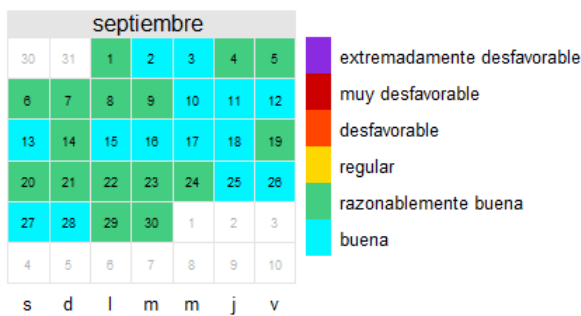 septiembre
30 31 1 2 3 4 5
6 7 8 9 10 11 12
13 14 15 16 17 18 19
20 21 22 23 24 25 26
27 28 29 30 1 2 3
4 5 6 7 8 9 10
s d l m m j v
extremadamente desfavorable
muy desfavorable
desfavorable
regular
razonablemente buena
buena